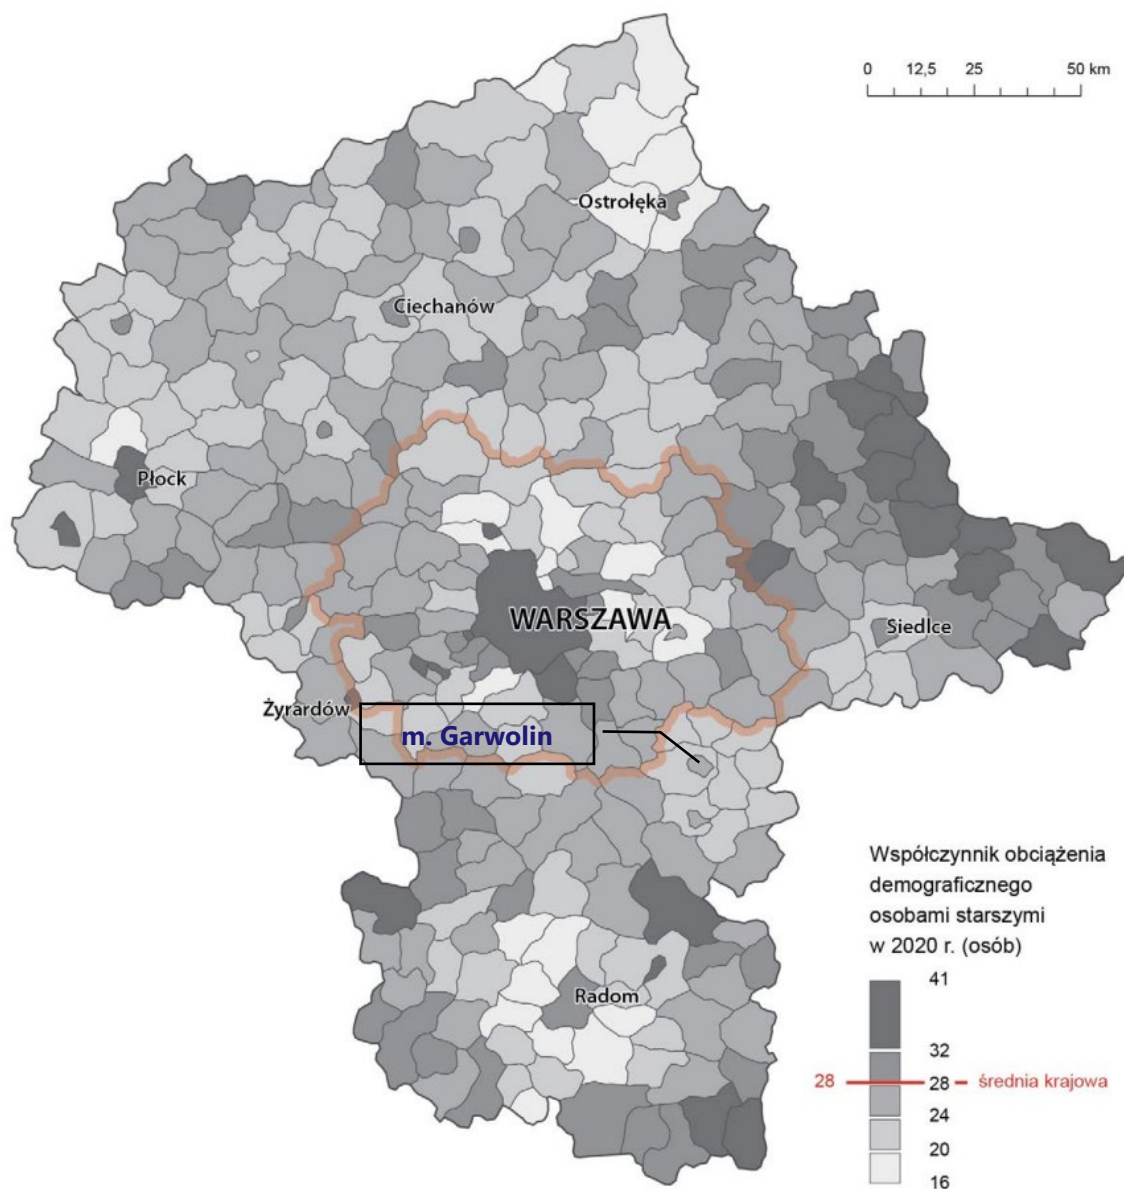 0 12,5 25 50 km
Ostrołęka
Ciechanów
Płock
WARSZAWA
Siedlce
Żyrardów
m. Garwolin
Radom
Współczynnik obciążenia
demograficznego
osobami starszymi
w 2020 r. (osób)
41
32
28 28 średnia krajowa
24
20
16